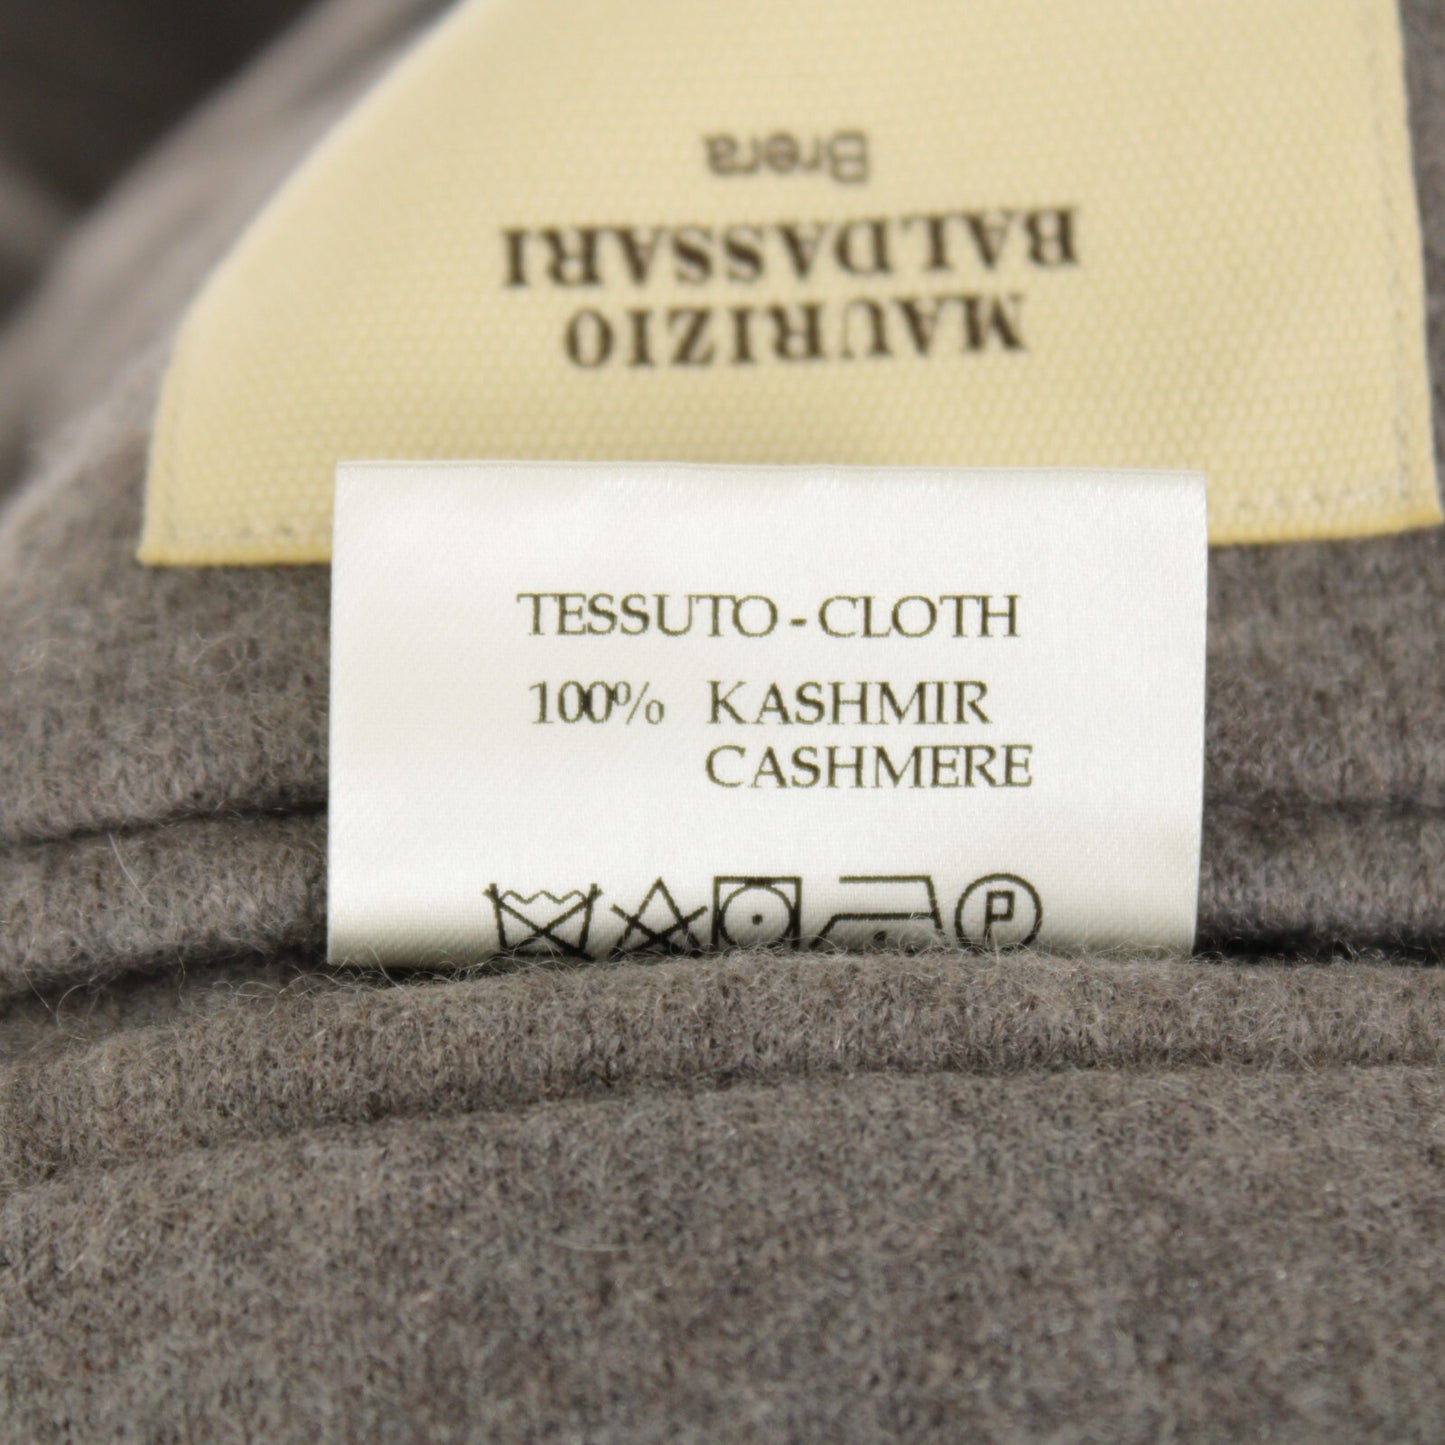 MAURIZIO
BALDASSARI
Brera
TESSUTO - CLOTH
100% KASHMIR
CASHMERE
P